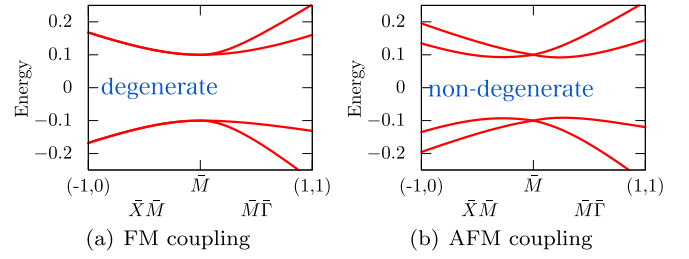 0.2
0.1
0
−0.1
−0.2
Energy
degenerate
(-1,0)
M̄
(1,1)
X̄M̄
M̄Γ̄
(a) FM coupling
0.2
0.1
0
−0.1
−0.2
Energy
non-degenerate
(-1,0)
M̄
(1,1)
X̄M̄
M̄Γ̄
(b) AFM coupling